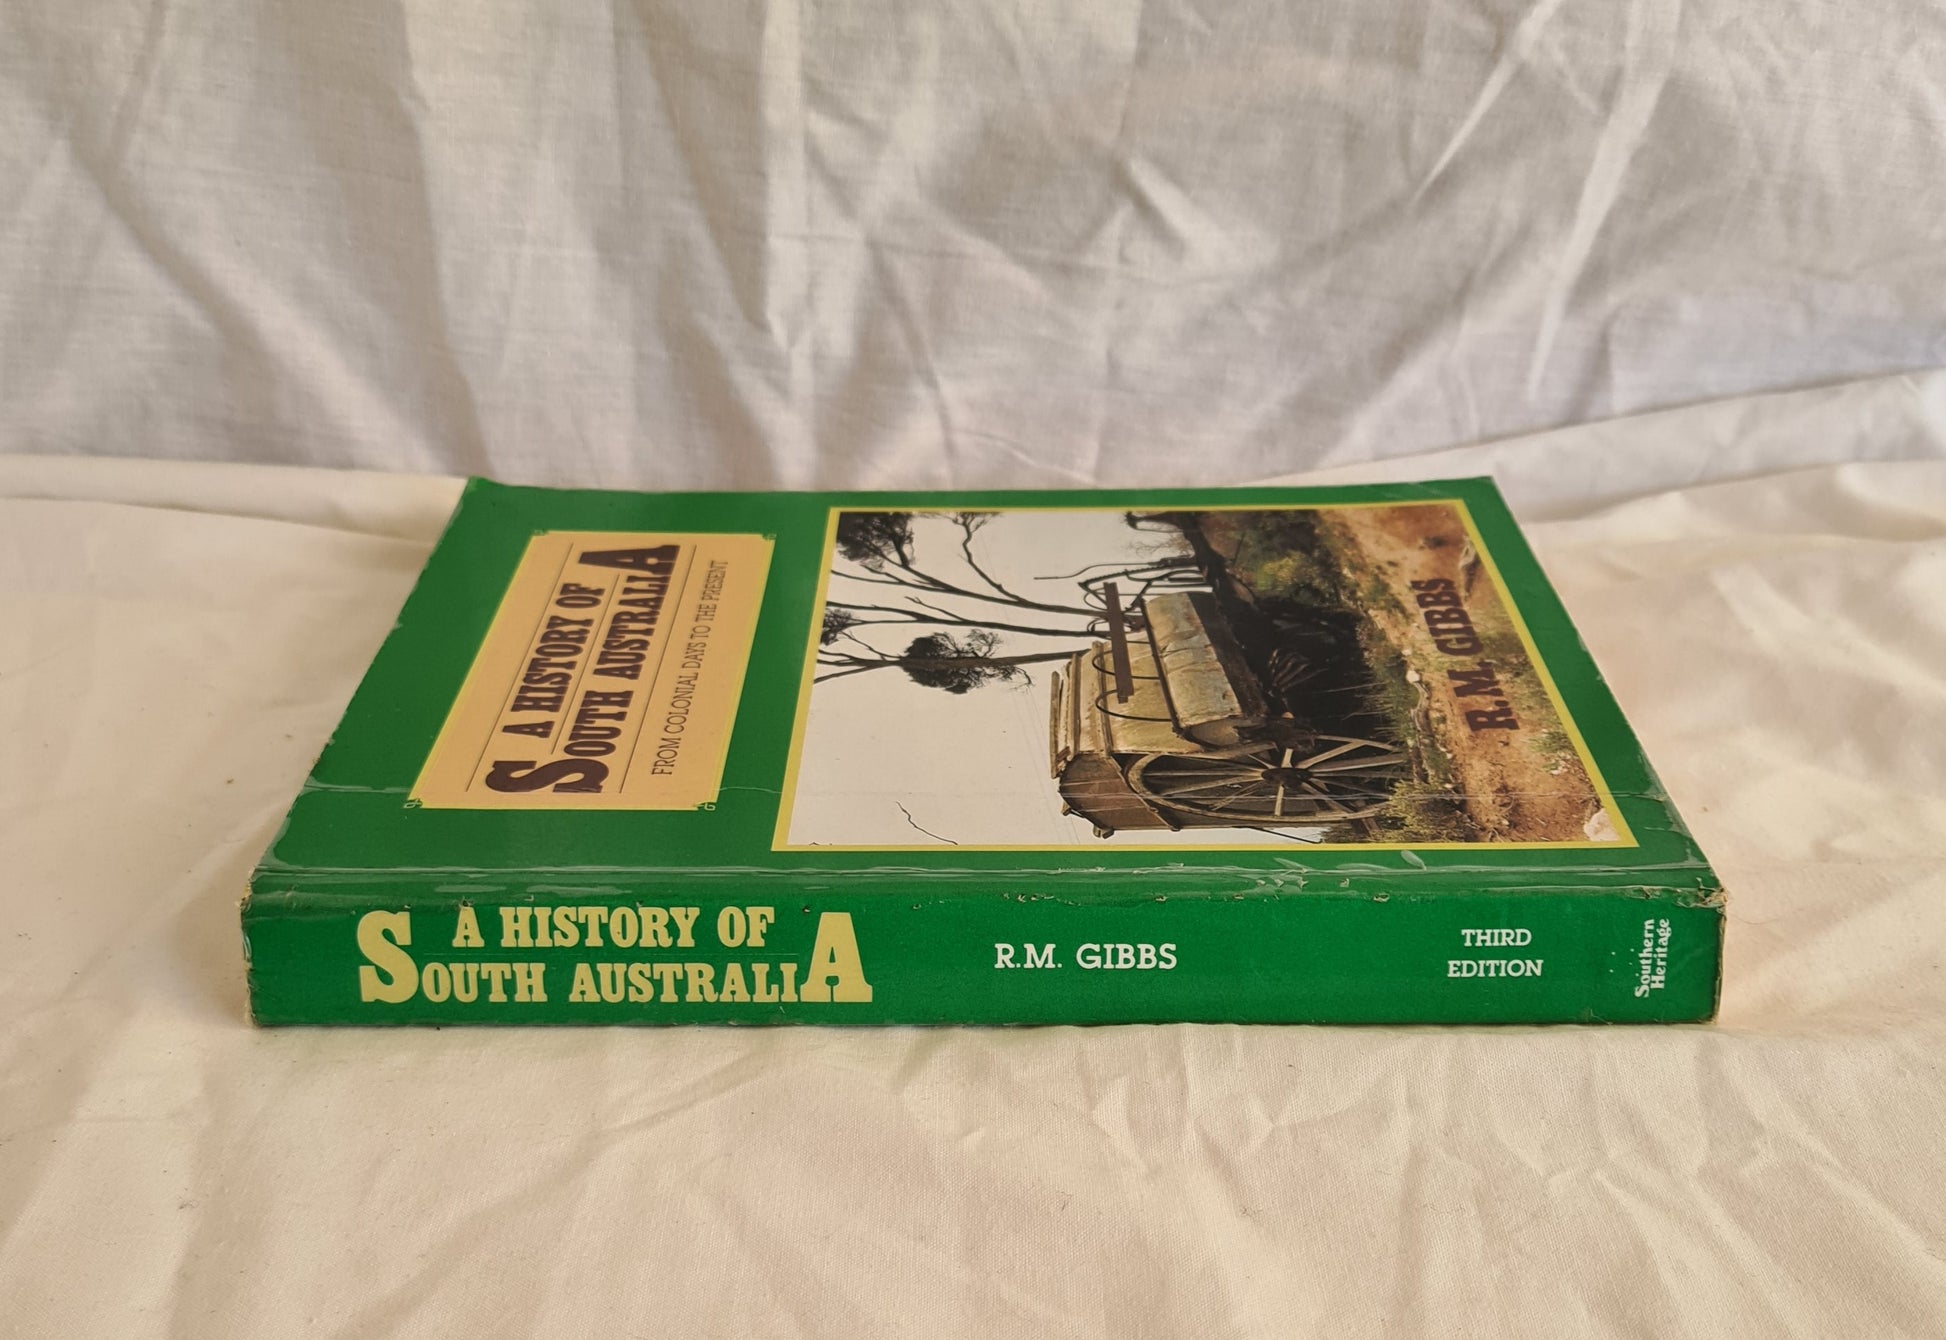 A HISTORY OF
SOUTH AUSTRALIA
FROM COLONIAL DAYS TO THE PRESENT
R.M. GIBBS
A HISTORY OF
SOUTH AUSTRALIA
R.M. GIBBS
THIRD
EDITION
Southern
Heritage